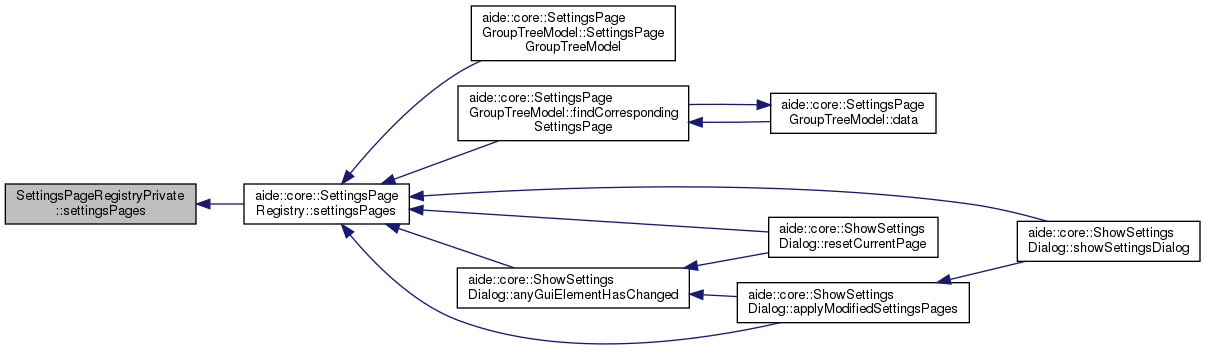 aide::core::SettingsPage
GroupTreeModel::SettingsPage
GroupTreeModel
aide::core::SettingsPage
GroupTreeModel::findCorresponding
SettingsPage
aide::core::SettingsPage
GroupTreeModel::data
SettingsPageRegistryPrivate
::settingsPages
aide::core::SettingsPage
Registry::settingsPages
aide::core::ShowSettings
Dialog::resetCurrentPage
aide::core::ShowSettings
Dialog::showSettingsDialog
aide::core::ShowSettings
Dialog::anyGuiElementHasChanged
aide::core::ShowSettings
Dialog::applyModifiedSettingsPages